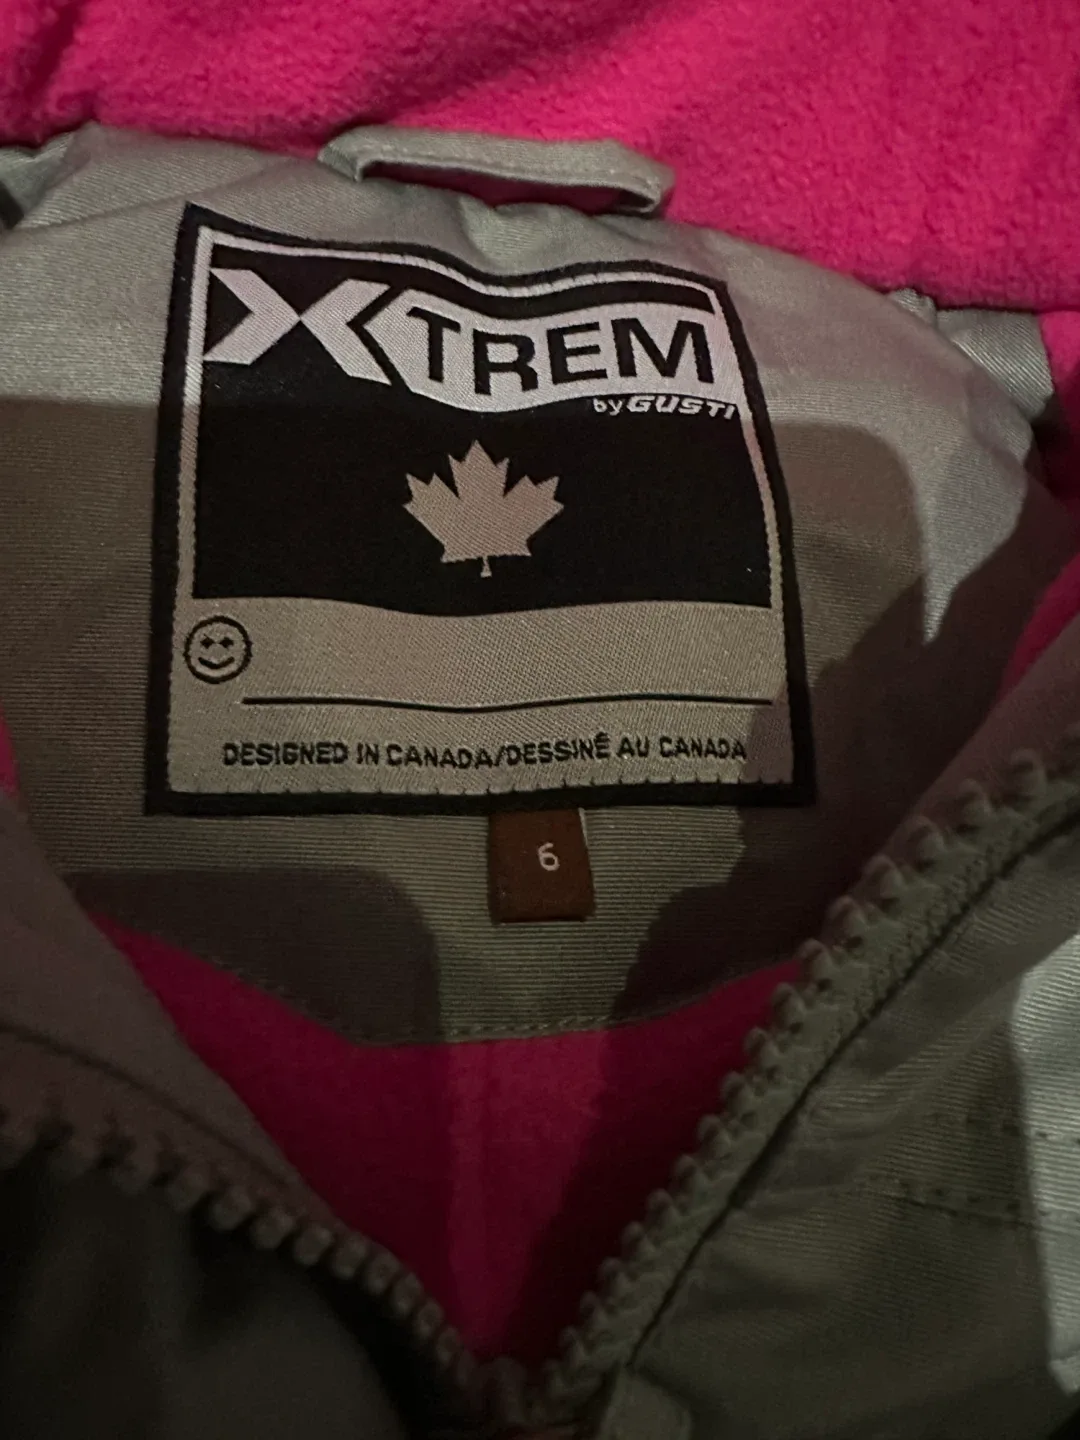 XTREM
by GUSTI
DESIGNED IN CANADA/DESSINÉ AU CANADA
6